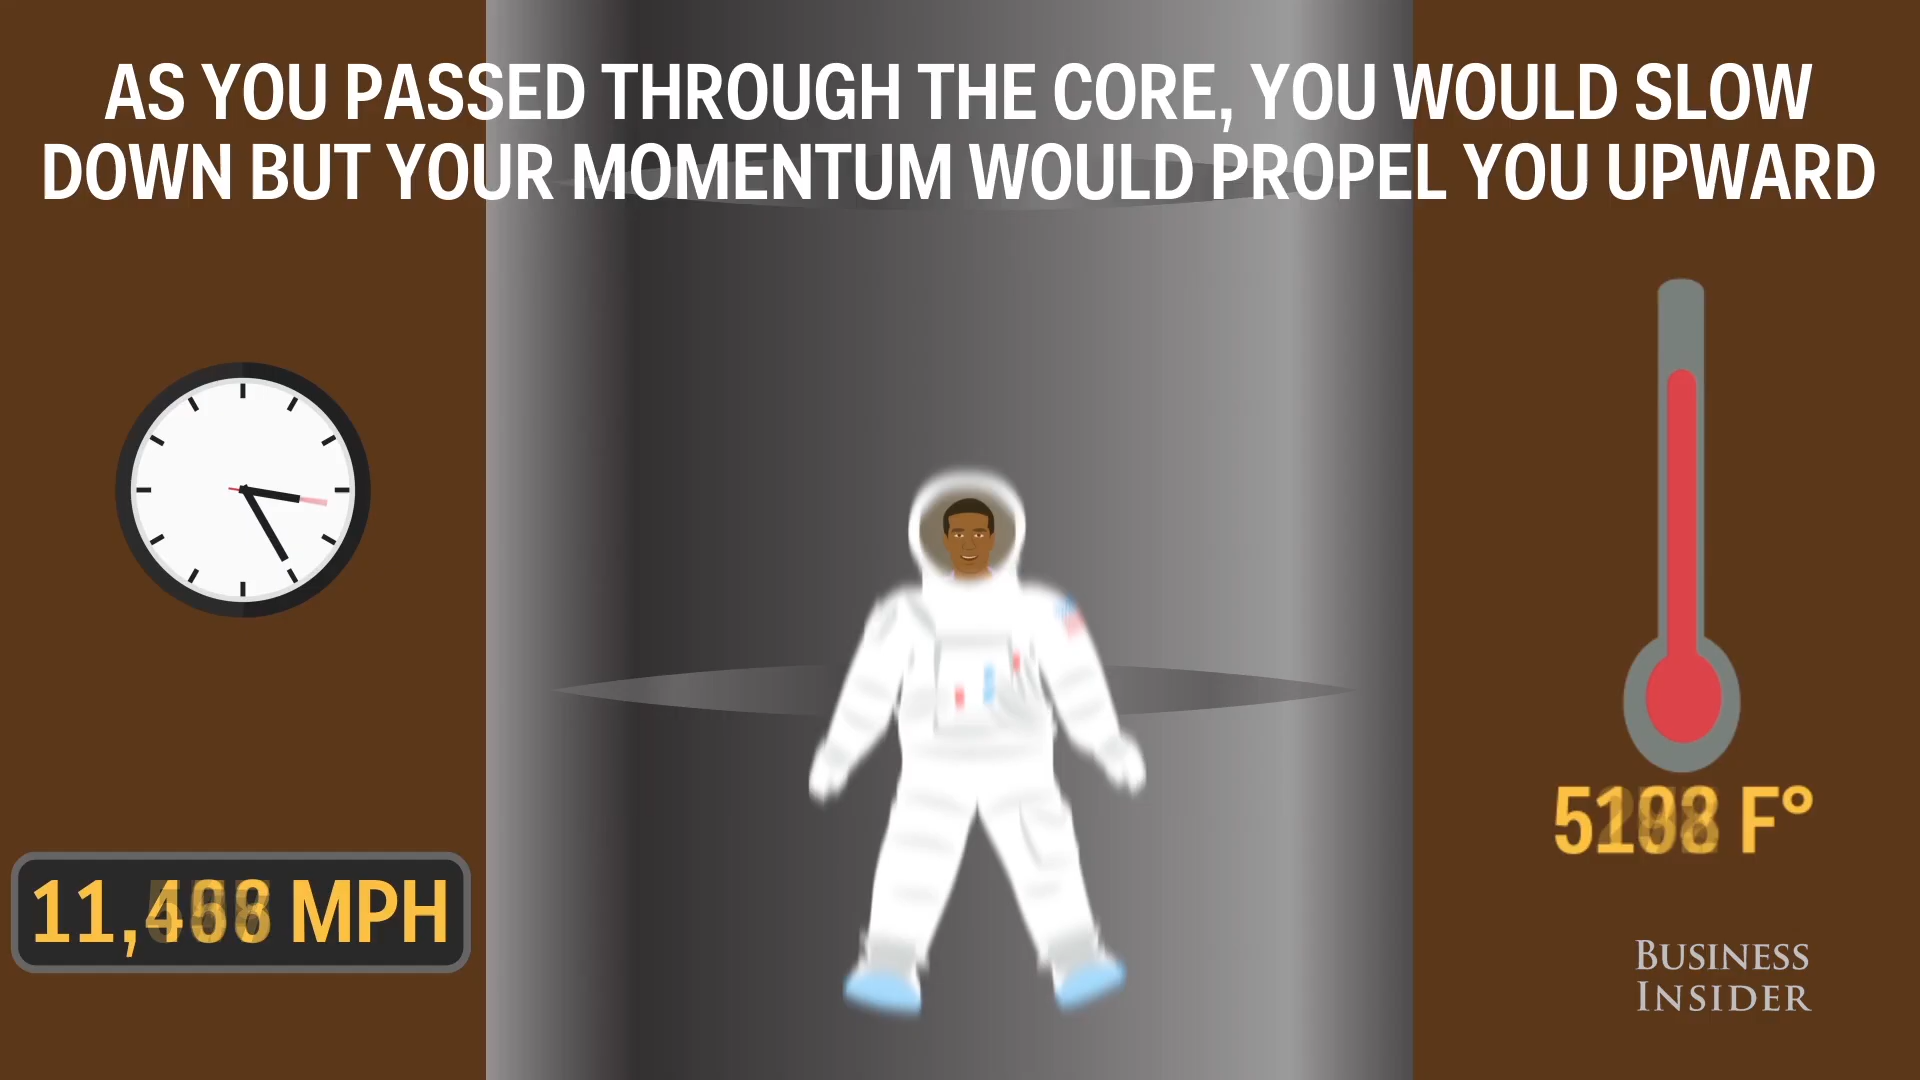 AS YOU PASSED THROUGH THE CORE, YOU WOULD SLOW
DOWN BUT YOUR MOMENTUM WOULD PROPEL YOU UPWARD
MPH
F°
BUSINESS
INSIDER